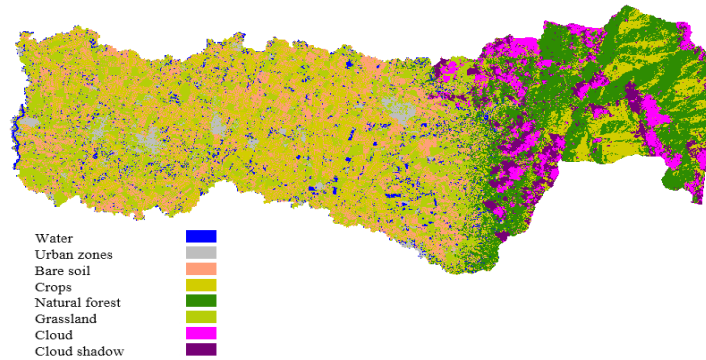 Water
Urban zones
Bare soil
Crops
Natural forest
Grassland
Cloud
Cloud shadow